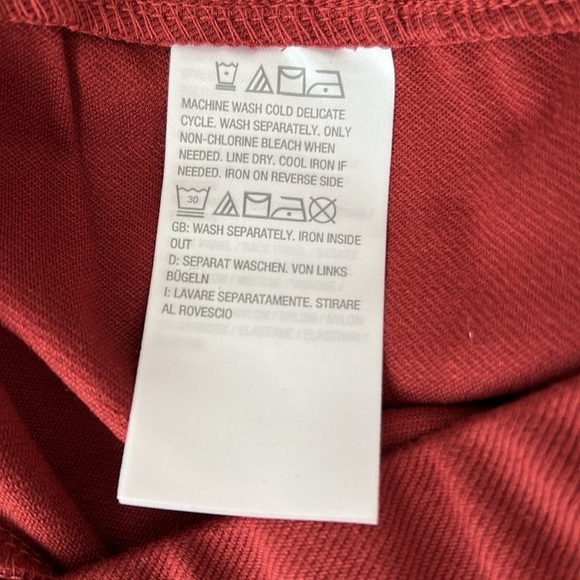 MACHINE WASH COLD DELICATE
CYCLE. WASH SEPARATELY. ONLY
NON-CHLORINE BLEACH WHEN
NEEDED. LINE DRY. COOL IRON IF
NEEDED. IRON ON REVERSE SIDE
30
GB: WASH SEPARATELY. IRON INSIDE
OUT
D: SEPARAT WASCHEN. VON LINKS
BÜGELN
I: LAVARE SEPARATAMENTE. STIRARE
AL ROVESCIO